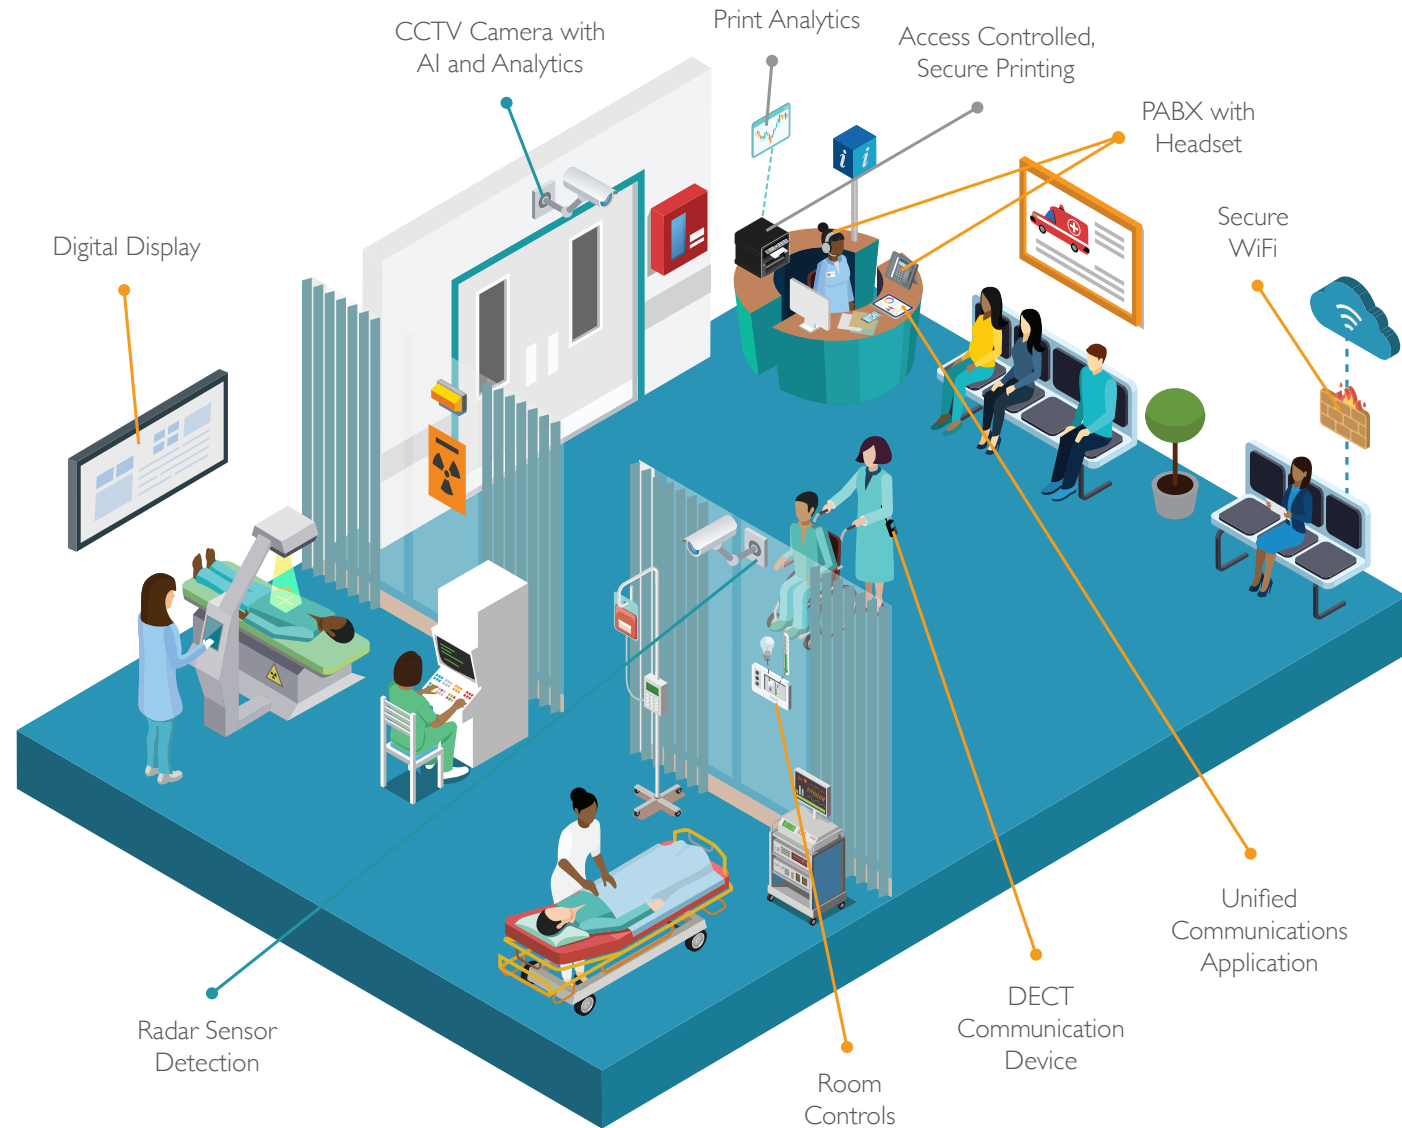 Print Analytics
CCTV Camera with
AI and Analytics
Access Controlled,
Secure Printing
PABX with
Headset
Secure
WiFi
Digital Display
i i
Unified
Communications
Application
DECT
Communication
Device
Radar Sensor
Detection
Room
Controls